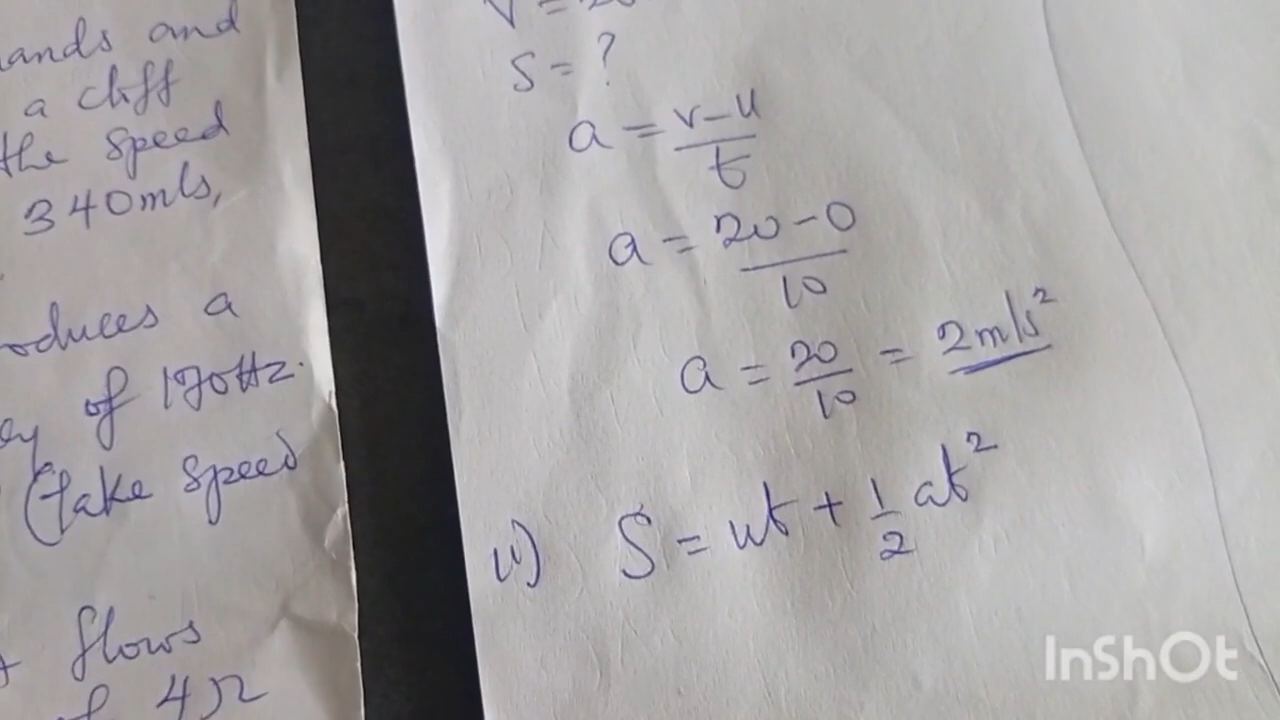 ands and
a cliff
the speed
340m/s,
oduces a
of 170Hz.
(take speed
flows
4Ω
S = ?
a = v-u/t
a = 20-0/10
a = 20/10 = 2m/s²
ii) S = ut + 1/2 at²
InShOt